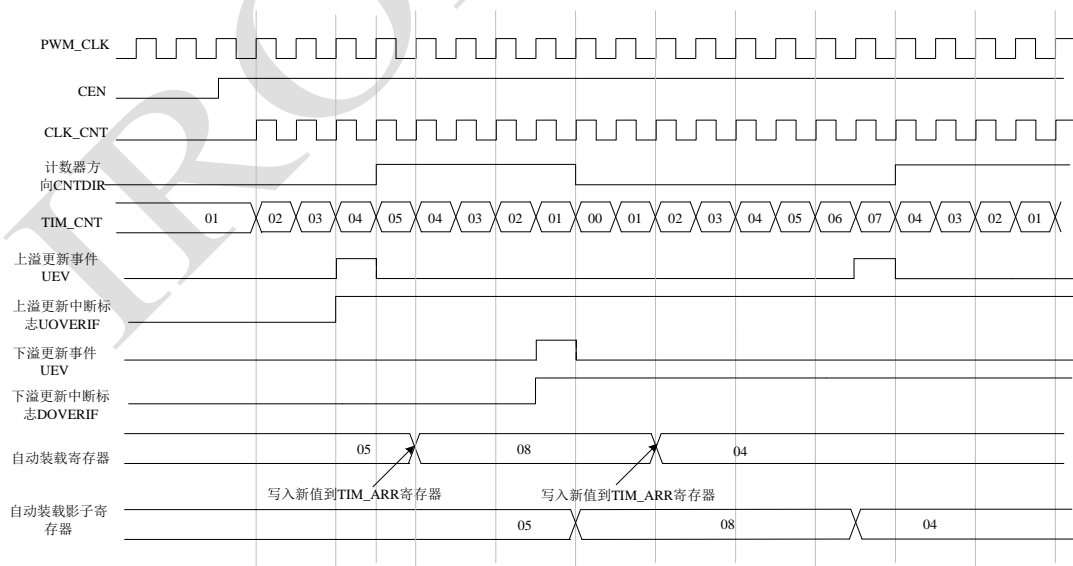 PWM_CLK
CEN
CLK_CNT
计数器方
向CNTDIR
TIM_CNT 01 02 03 04 05 04 03 02 01 00 01 02 03 04 05 06 07 04 03 02 01
上溢更新事件
UEV
上溢更新中断标
志UOVERIF
下溢更新事件
UEV
下溢更新中断标
志DOVERIF
自动装载寄存器 05 08 04
写入新值到TIM_ARR寄存器 写入新值到TIM_ARR寄存器
自动装载影子寄
存器 05 08 04